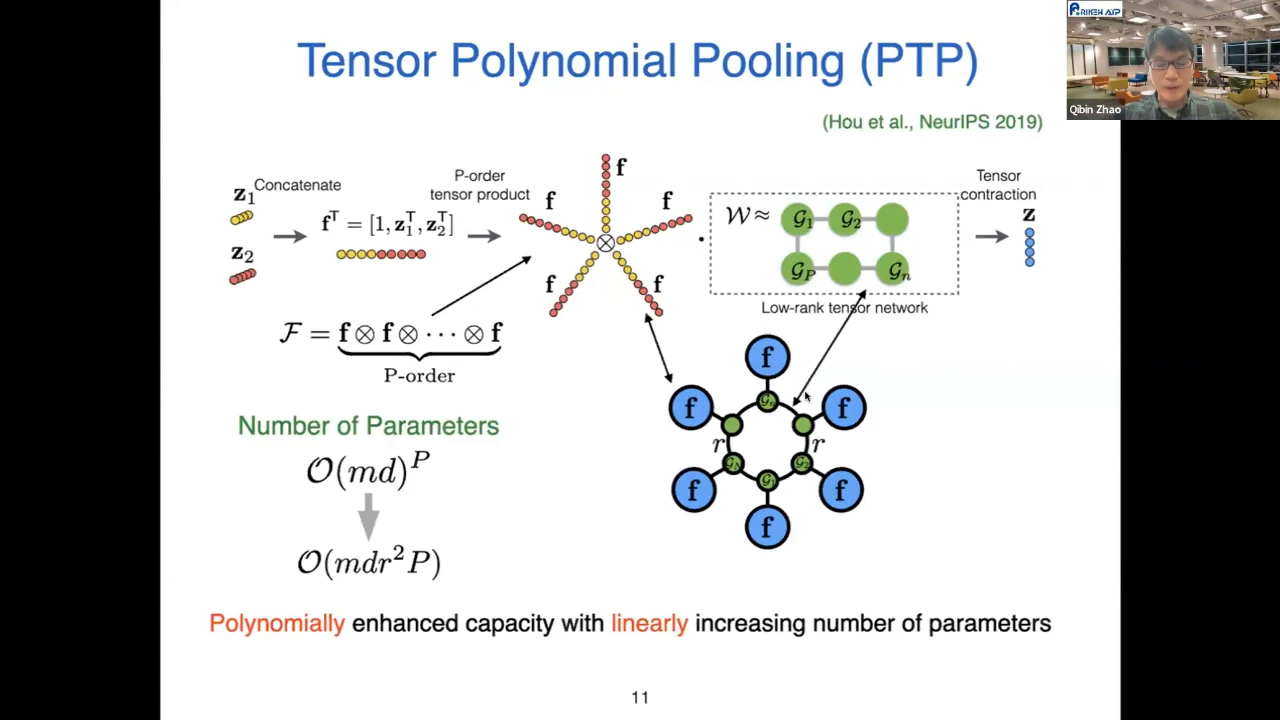 Tensor Polynomial Pooling (PTP)
RIKEN AIP
Qibin Zhao
(Hou et al., NeurIPS 2019)
z₁ Concatenate
z₂
fᵀ = [1, z₁ᵀ, z₂ᵀ]
P-order
tensor product
f
f
f
f
f
⊗
·
𝒲 ≈
𝒢₁
𝒢₂
𝒢_P
𝒢ₙ
Low-rank tensor network
Tensor
contraction
z
ℱ = f ⊗ f ⊗ ··· ⊗ f
P-order
f
f
f
r
r
f
f
f
Number of Parameters
𝒪(md)ᴾ
𝒪(mdr²P)
Polynomially enhanced capacity with linearly increasing number of parameters
11